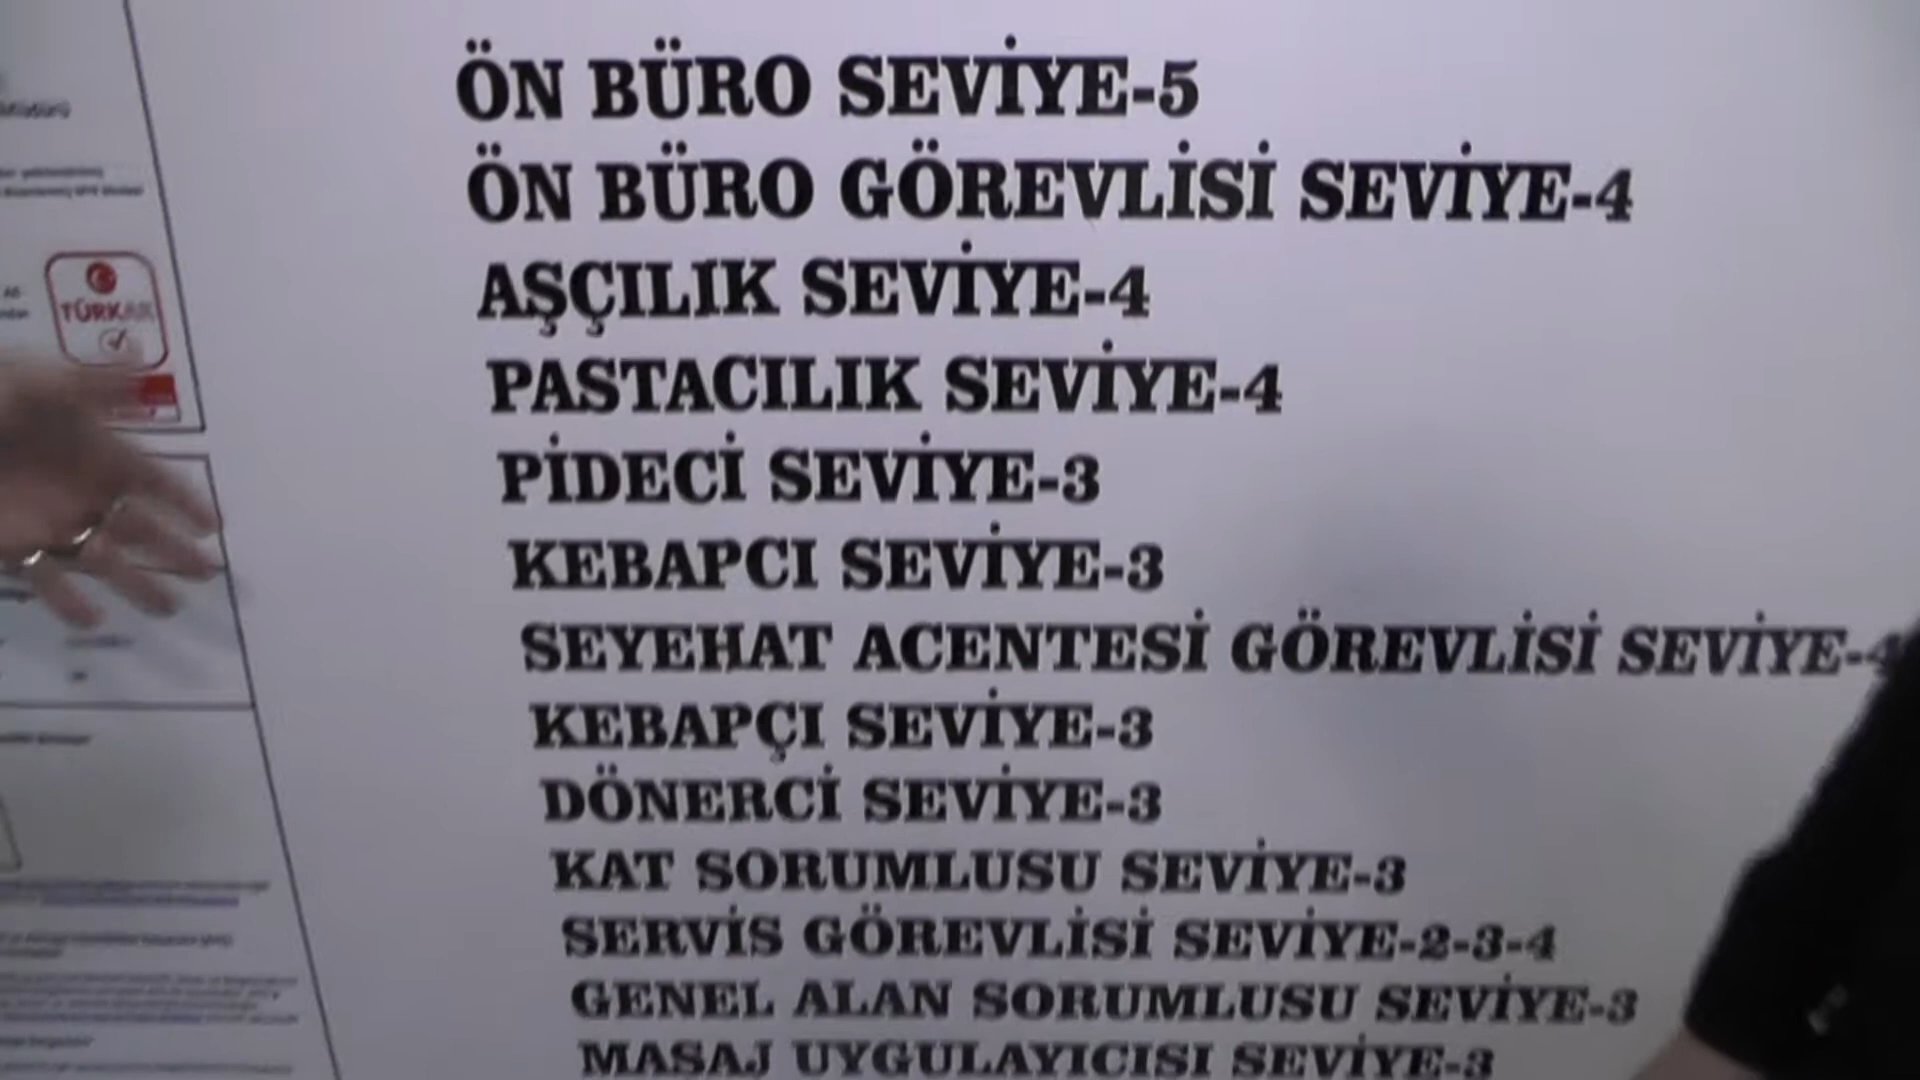 ÖN BÜRO SEVİYE-5
ÖN BÜRO GÖREVLİSİ SEVİYE-4
AŞÇILIK SEVİYE-4
PASTACILIK SEVİYE-4
PİDECİ SEVİYE-3
KEBAPCI SEVİYE-3
SEYEHAT ACENTESİ GÖREVLİSİ SEVİYE-4
KEBAPÇI SEVİYE-3
DÖNERCİ SEVİYE-3
KAT SORUMLUSU SEVİYE-3
SERVİS GÖREVLİSİ SEVİYE-2-3-4
GENEL ALAN SORUMLUSU SEVİYE-3
MASAJ UYGULAYICISI SEVİYE-3
TÜRKAK